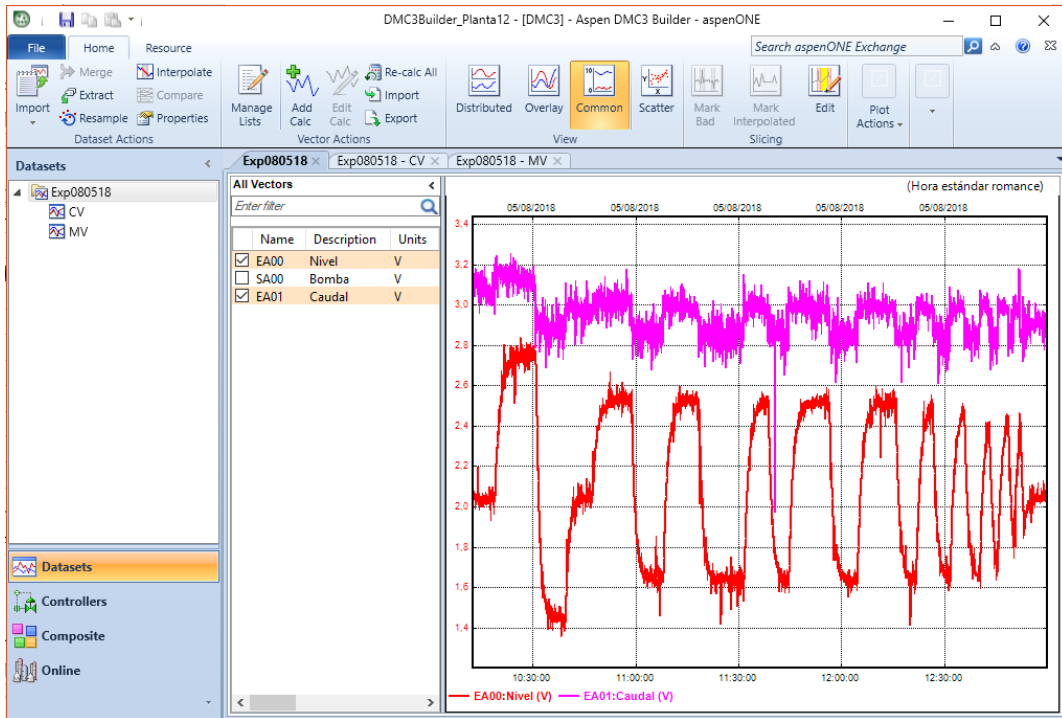 DMC3Builder_Planta12 - [DMC3] - Aspen DMC3 Builder - aspenONE
File Home Resource Search aspenONE Exchange
Import Merge Extract Resample Interpolate Compare Properties
Dataset Actions
Manage Lists Add Calc Edit Calc Re-calc All Import Export
Vector Actions
Distributed Overlay Common Scatter
View
Mark Bad Mark Interpolated Edit
Slicing
Plot Actions
Datasets
Exp080518
CV
MV
Datasets
Controllers
Composite
Online
Exp080518 Exp080518 - CV Exp080518 - MV
All Vectors
Enter filter
Name Description Units
EA00 Nivel V
SA00 Bomba V
EA01 Caudal V
(Hora estándar romance)
05/08/2018 05/08/2018 05/08/2018 05/08/2018 05/08/2018
3,4
3,2
3,0
2,8
2,6
2,4
2,2
2,0
1,8
1,6
1,4
10:30:00 11:00:00 11:30:00 12:00:00 12:30:00
EA00:Nivel (V) EA01:Caudal (V)